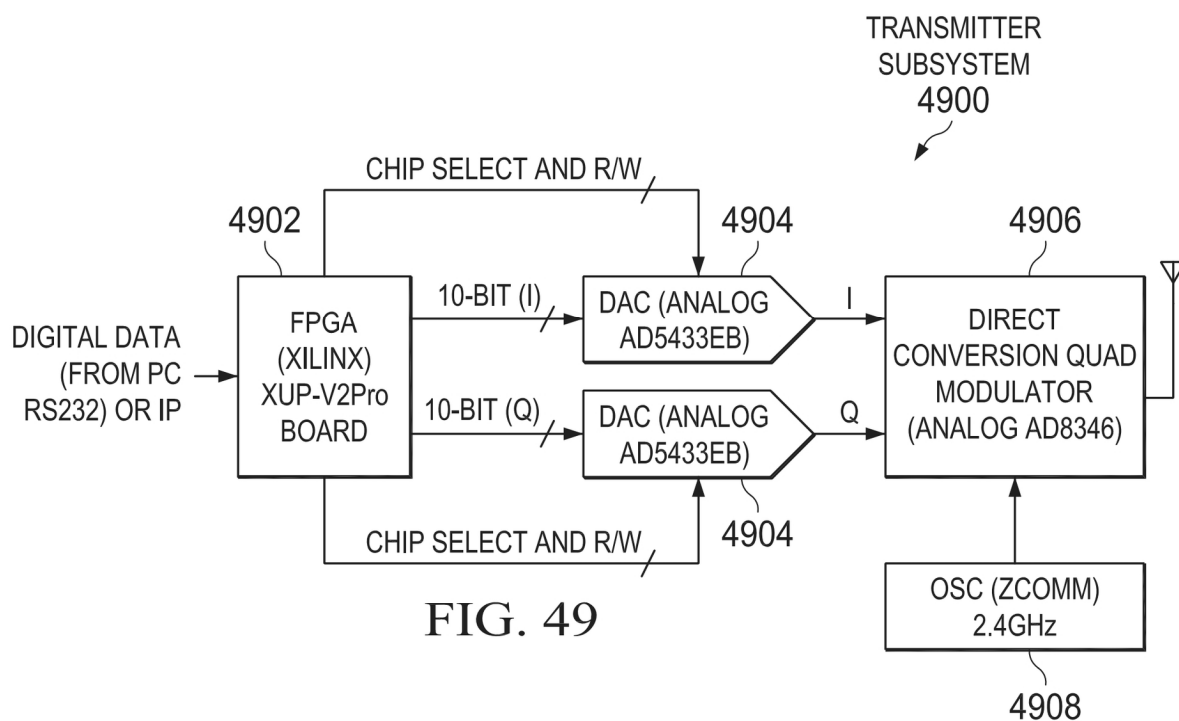 TRANSMITTER
SUBSYSTEM
4900
CHIP SELECT AND R/W
4902
4904
4906
DIGITAL DATA
(FROM PC
RS232) OR IP
FPGA
(XILINX)
XUP-V2Pro
BOARD
10-BIT (I)
DAC (ANALOG
AD5433EB)
I
10-BIT (Q)
DAC (ANALOG
AD5433EB)
Q
DIRECT
CONVERSION QUAD
MODULATOR
(ANALOG AD8346)
CHIP SELECT AND R/W
4904
OSC (ZCOMM)
2.4GHz
4908
FIG. 49